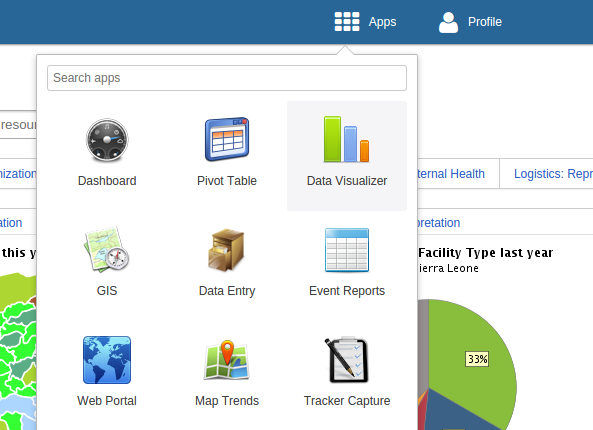 Apps
Profile
Search apps
resour
Dashboard
Pivot Table
Data Visualizer
nization
ternal Health
Logistics: Repr
ation
pretation
this y
Facility Type last year
ierra Leone
GIS
Data Entry
Event Reports
33%
Web Portal
Map Trends
Tracker Capture